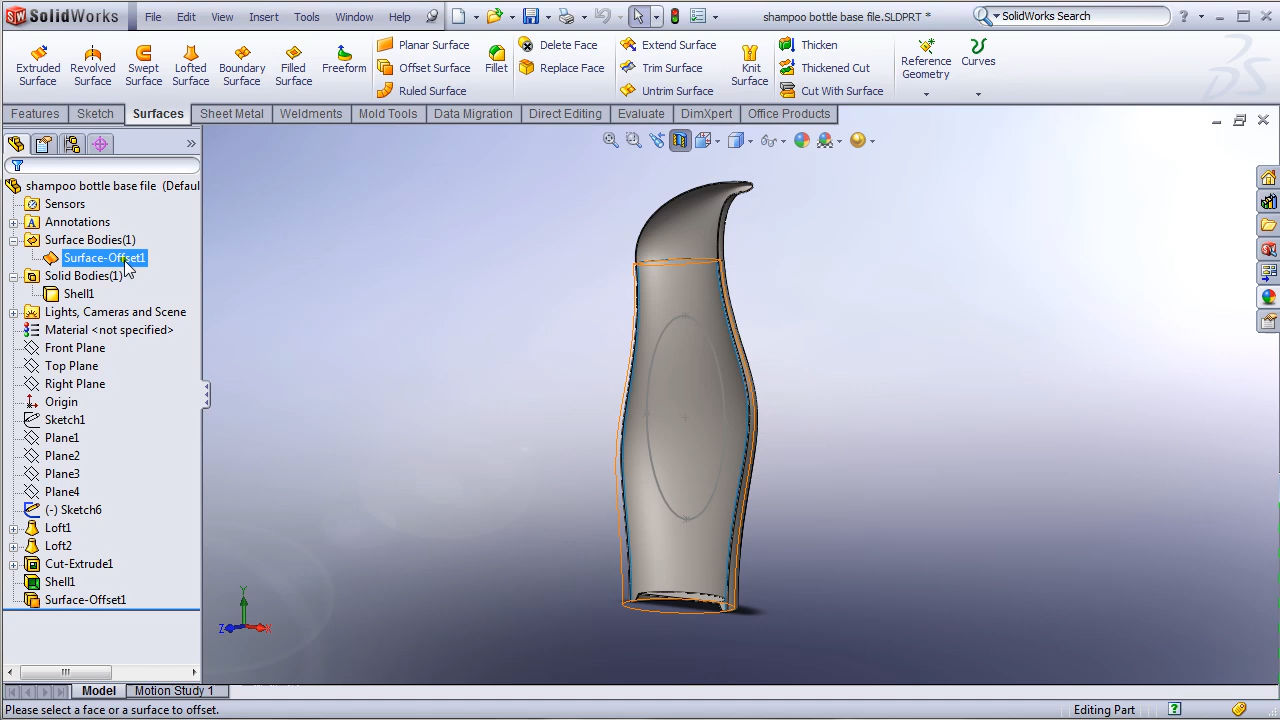 SolidWorks File Edit View Insert Tools Window Help shampoo bottle base file.SLDPRT * SolidWorks Search
Extruded Surface Revolved Surface Swept Surface Lofted Surface Boundary Surface Filled Surface Freeform Planar Surface Offset Surface Ruled Surface Fillet Delete Face Replace Face Extend Surface Trim Surface Untrim Surface Knit Surface Thicken Thickened Cut Cut With Surface Reference Geometry Curves
Features Sketch Surfaces Sheet Metal Weldments Mold Tools Data Migration Direct Editing Evaluate DimXpert Office Products
shampoo bottle base file (Defaul
Sensors
Annotations
Surface Bodies(1)
Surface-Offset1
Solid Bodies(1)
Shell1
Lights, Cameras and Scene
Material <not specified>
Front Plane
Top Plane
Right Plane
Origin
Sketch1
Plane1
Plane2
Plane3
Plane4
(-) Sketch6
Loft1
Loft2
Cut-Extrude1
Shell1
Surface-Offset1
Y
Z X
Model Motion Study 1
Please select a face or a surface to offset. Editing Part